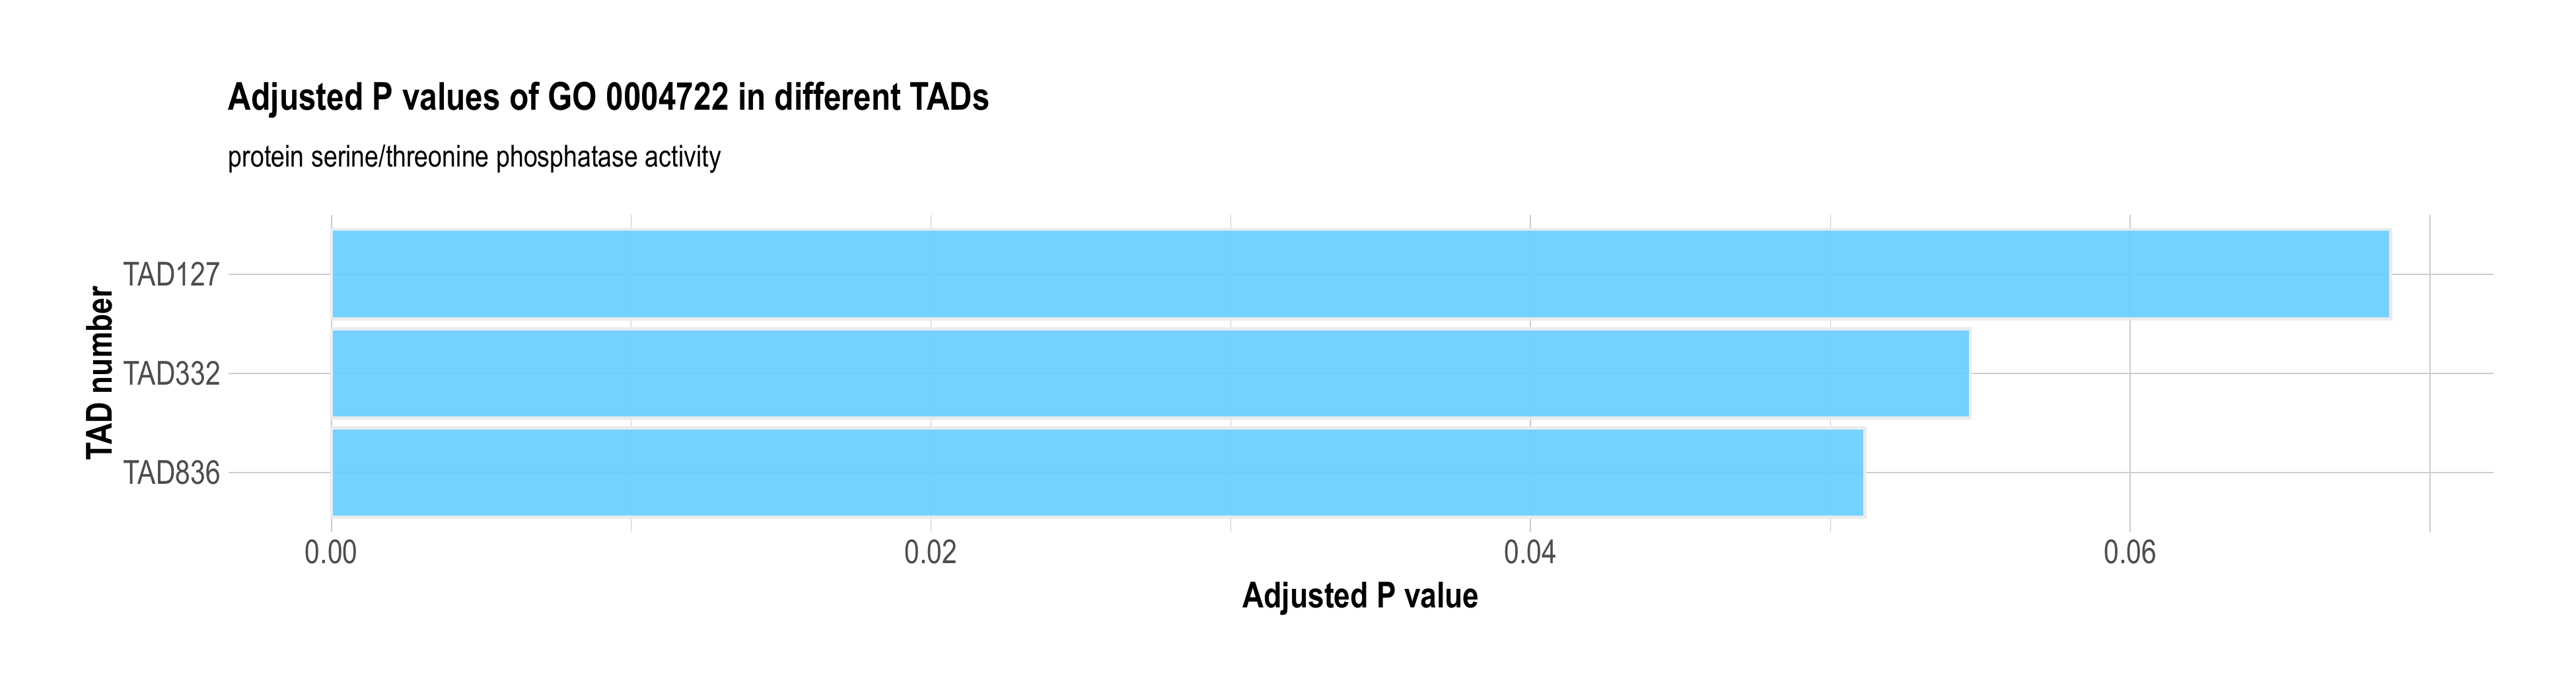 Adjusted P values of GO 0004722 in different TADs
protein serine/threonine phosphatase activity
TAD number
TAD127
TAD332
TAD836
0.00 0.02 0.04 0.06
Adjusted P value